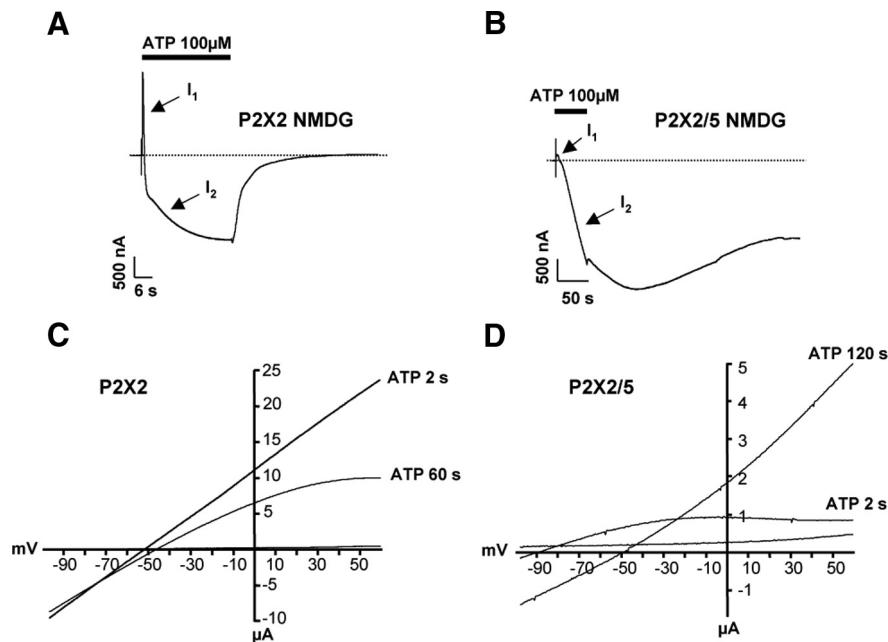 A
ATP 100µM
I₁
P2X2 NMDG
I₂
500 nA
6 s
B
ATP 100µM
I₁
P2X2/5 NMDG
I₂
500 nA
50 s
C
P2X2
25
20
15
10
5
-5
-10
ATP 2 s
ATP 60 s
mV
-90 -70 -50 -30 -10 10 30 50
µA
D
P2X2/5
5
4
3
2
1
-1
ATP 120 s
ATP 2 s
mV
-90 -70 -50 -30 -10 10 30 50
µA